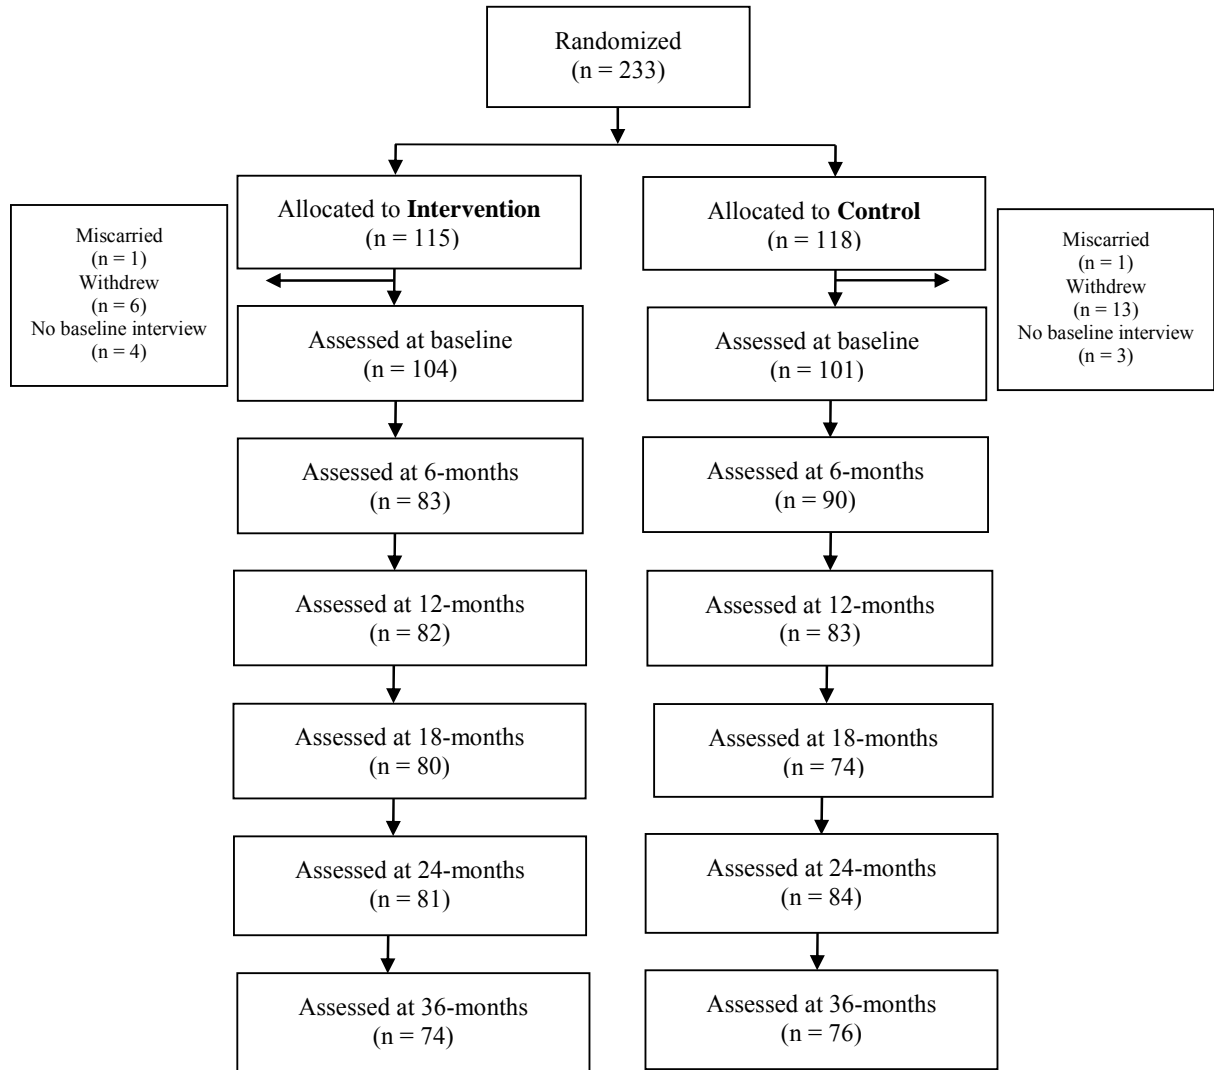 Randomized
(n = 233)
Allocated to Intervention
(n = 115)
Allocated to Control
(n = 118)
Miscarried
(n = 1)
Withdrew
(n = 6)
No baseline interview
(n = 4)
Miscarried
(n = 1)
Withdrew
(n = 13)
No baseline interview
(n = 3)
Assessed at baseline
(n = 104)
Assessed at baseline
(n = 101)
Assessed at 6-months
(n = 83)
Assessed at 6-months
(n = 90)
Assessed at 12-months
(n = 82)
Assessed at 12-months
(n = 83)
Assessed at 18-months
(n = 80)
Assessed at 18-months
(n = 74)
Assessed at 24-months
(n = 81)
Assessed at 24-months
(n = 84)
Assessed at 36-months
(n = 74)
Assessed at 36-months
(n = 76)